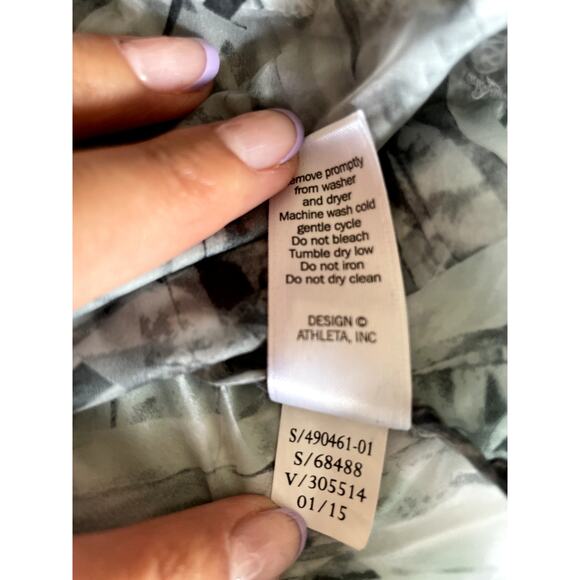 emove promptly
from washer
and dryer
Machine wash cold
gentle cycle
Do not bleach
Tumble dry low
Do not iron
Do not dry clean
DESIGN ©
ATHLETA, INC
S/490461-01
S/68488
V/305514
01/15